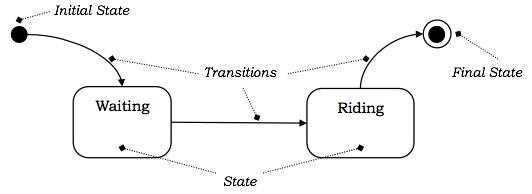 Initial State
Transitions
Final State
Waiting
Riding
State